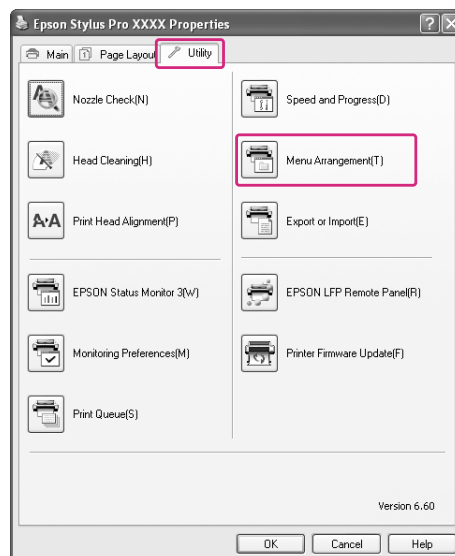 Epson Stylus Pro XXXX Properties
Main Page Layout Utility
Nozzle Check(N)
Speed and Progress(D)
Head Cleaning(H)
Menu Arrangement(T)
A A Print Head Alignment(P)
Export or Import(E)
EPSON Status Monitor 3(W)
EPSON LFP Remote Panel(R)
Monitoring Preferences(M)
Printer Firmware Update(F)
Print Queue(S)
Version 6.60
OK Cancel Help